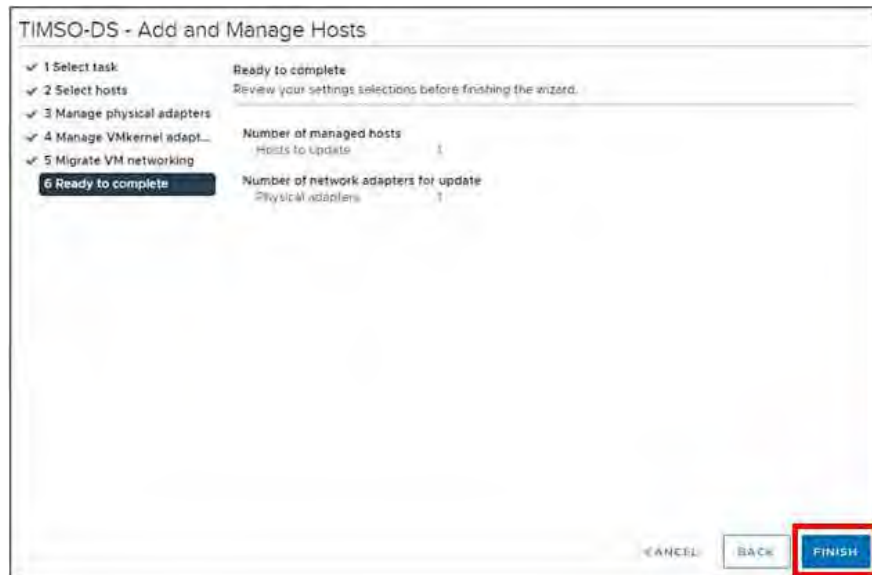 TIMSO-DS - Add and Manage Hosts
✓ 1 Select task
✓ 2 Select hosts
✓ 3 Manage physical adapters
✓ 4 Manage VMkernel adapt...
✓ 5 Migrate VM networking
6 Ready to complete
Ready to complete
Review your settings selections before finishing the wizard.
Number of managed hosts
Hosts to update 1
Number of network adapters for update
Physical adapters 1
CANCEL
BACK
FINISH